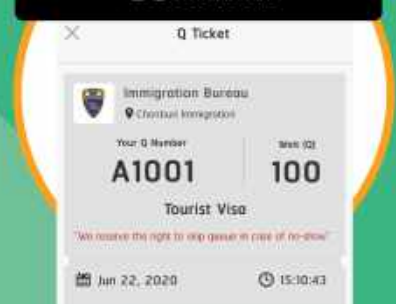 Q Ticket
Immigration Bureau
Chonburi Immigration
Your Q Number
Wait (Q)
A1001
100
Tourist Visa
"We reserve the right to skip queue in case of no-show"
Jun 22, 2020
15:10:43